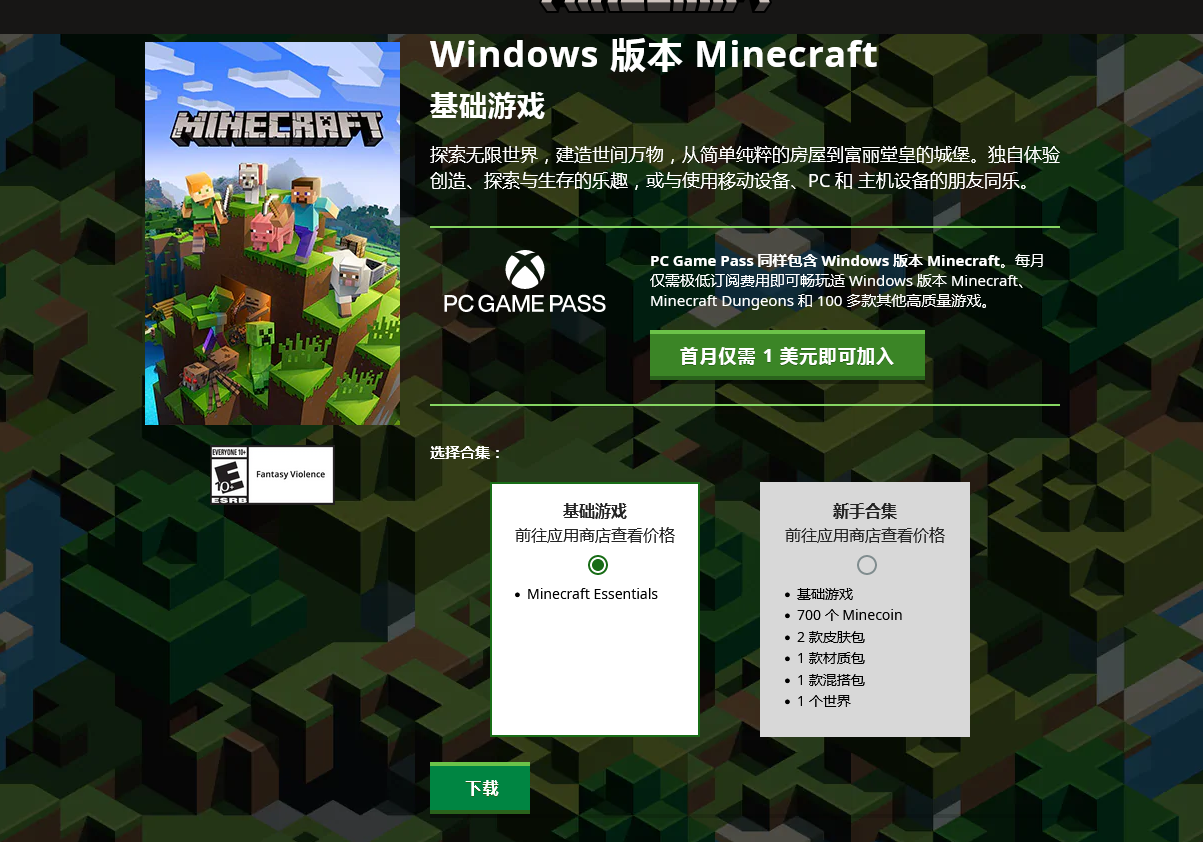 Windows 版本 Minecraft
基础游戏
MINECRAFT
探索无限世界，建造世间万物，从简单纯粹的房屋到富丽堂皇的城堡。独自体验
创造、探索与生存的乐趣，或与使用移动设备、PC 和 主机设备的朋友同乐。
PC GAME PASS
PC Game Pass 同样包含 Windows 版本 Minecraft。每月
仅需极低订阅费用即可畅玩适 Windows 版本 Minecraft、
Minecraft Dungeons 和 100 多款其他高质量游戏。
首月仅需 1 美元即可加入
EVERYONE 10+
E
10+
ESRB
Fantasy Violence
选择合集：
基础游戏
前往应用商店查看价格
• Minecraft Essentials
新手合集
前往应用商店查看价格
• 基础游戏
• 700 个 Minecoin
• 2 款皮肤包
• 1 款材质包
• 1 款混搭包
• 1 个世界
下载